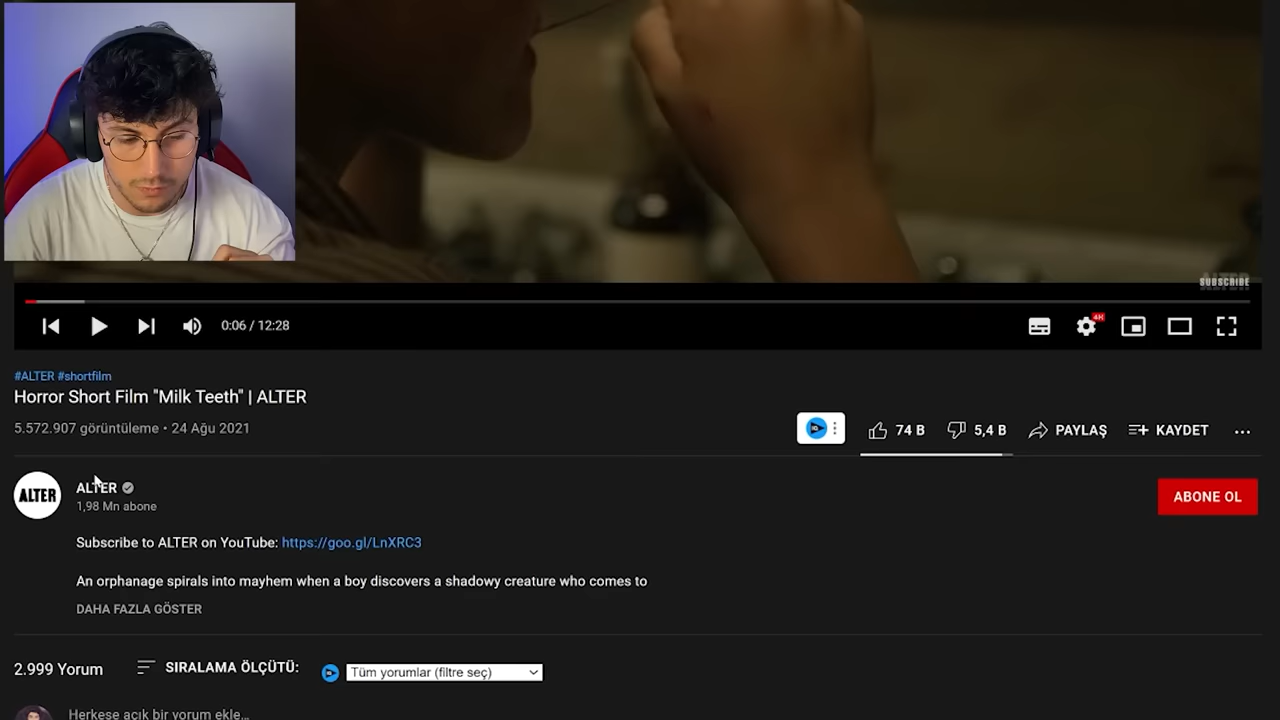 SUBSCRIBE
0:06 / 12:28
4K
#ALTER #shortfilm
Horror Short Film "Milk Teeth" | ALTER
5.572.907 görüntüleme • 24 Ağu 2021
74 B
5,4 B
PAYLAŞ
KAYDET
ALTER
ALTER
1,98 Mn abone
ABONE OL
Subscribe to ALTER on YouTube: https://goo.gl/LnXRC3
An orphanage spirals into mayhem when a boy discovers a shadowy creature who comes to
DAHA FAZLA GÖSTER
2.999 Yorum
SIRALAMA ÖLÇÜTÜ:
Tüm yorumlar (filtre seç)
Herkese açık bir yorum ekle...